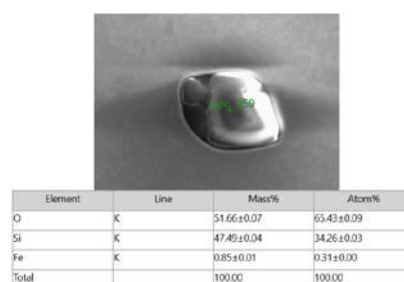 Element Line Mass% Atom%
O K 51.66±0.07 65.43±0.09
Si K 47.49±0.04 34.26±0.03
Fe K 0.85±0.01 0.31±0.00
Total 100.00 100.00